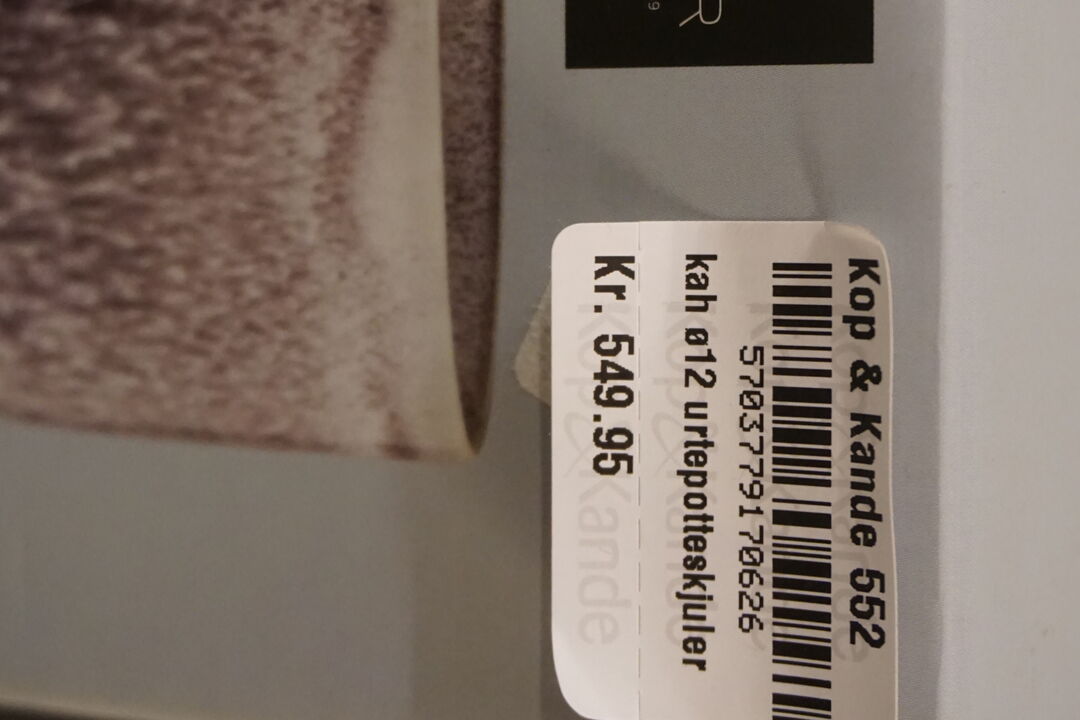 Kop & Kande 552
5703779170626
kah ø12 urtepotteskjuler
Kr. 549.95